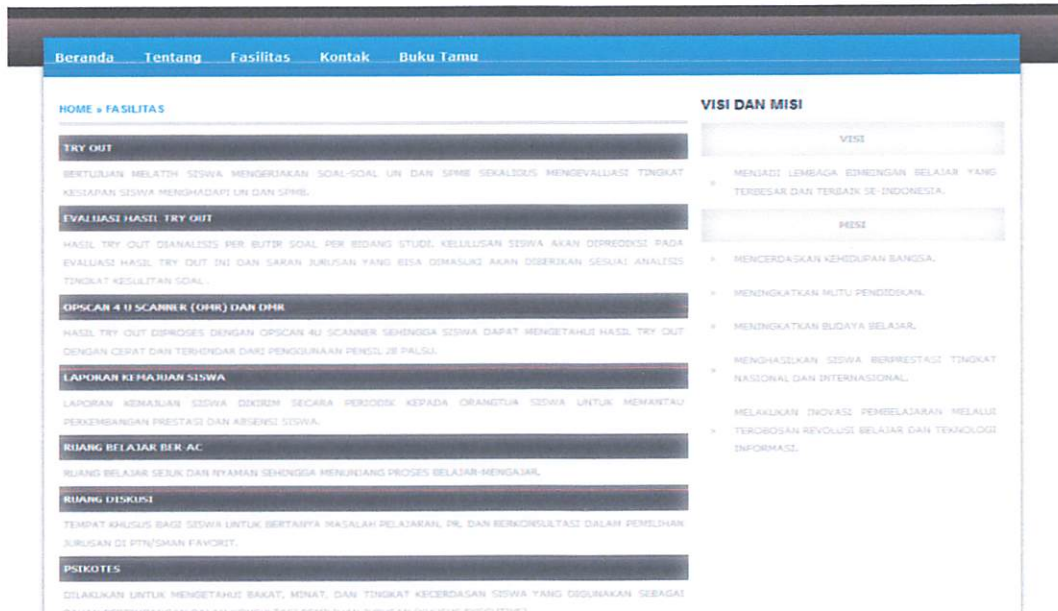 Beranda Tentang Fasilitas Kontak Buku Tamu
HOME » FASILITAS
TRY OUT
BERTUJUAN MELATIH SISWA MENGERJAKAN SOAL-SOAL UN DAN SPMB SEKALIGUS MENGEVALUASI TINGKAT
KESIAPAN SISWA MENGHADAPI UN DAN SPMB.
EVALUASI HASIL TRY OUT
HASIL TRY OUT DIANALISIS PER BUTIR SOAL PER BIDANG STUDI. KELULUSAN SISWA AKAN DIPREDIKSI PADA
EVALUASI HASIL TRY OUT INI DAN SARAN JURUSAN YANG BISA DIMASUKI AKAN DIBERIKAN SESUAI ANALISIS
TINGKAT KESULITAN SOAL.
OPSCAN 4 U SCANNER (OMR) DAN DMR
HASIL TRY OUT DIPROSES DENGAN OPSCAN 4U SCANNER SEHINGGA SISWA DAPAT MENGETAHUI HASIL TRY OUT
DENGAN CEPAT DAN TERHINDAR DARI PENGGUNAAN PENSIL 2B PALSU.
LAPORAN KEMAJUAN SISWA
LAPORAN KEMAJUAN SISWA DIKIRIM SECARA PERIODIK KEPADA ORANGTUA SISWA UNTUK MEMANTAU
PERKEMBANGAN PRESTASI DAN ABSENSI SISWA.
RUANG BELAJAR BER-AC
RUANG BELAJAR SEJUK DAN NYAMAN SEHINGGA MENUNJANG PROSES BELAJAR-MENGAJAR.
RUANG DISKUSI
TEMPAT KHUSUS BAGI SISWA UNTUK BERTANYA MASALAH PELAJARAN, PR, DAN BERKONSULTASI DALAM PEMILIHAN
JURUSAN DI PTN/SMAN FAVORIT.
PSIKOTES
DILAKUKAN UNTUK MENGETAHUI BAKAT, MINAT, DAN TINGKAT KECERDASAN SISWA YANG DIGUNAKAN SEBAGAI
VISI DAN MISI
VISI
» MENJADI LEMBAGA BIMBINGAN BELAJAR YANG
TERBESAR DAN TERBAIK SE-INDONESIA.
MISI
» MENCERDASKAN KEHIDUPAN BANGSA.
» MENINGKATKAN MUTU PENDIDIKAN.
» MENINGKATKAN BUDAYA BELAJAR.
» MENGHASILKAN SISWA BERPRESTASI TINGKAT
NASIONAL DAN INTERNASIONAL.
» MELAKUKAN INOVASI PEMBELAJARAN MELALUI
TEROBOSAN REVOLUSI BELAJAR DAN TEKNOLOGI
INFORMASI.